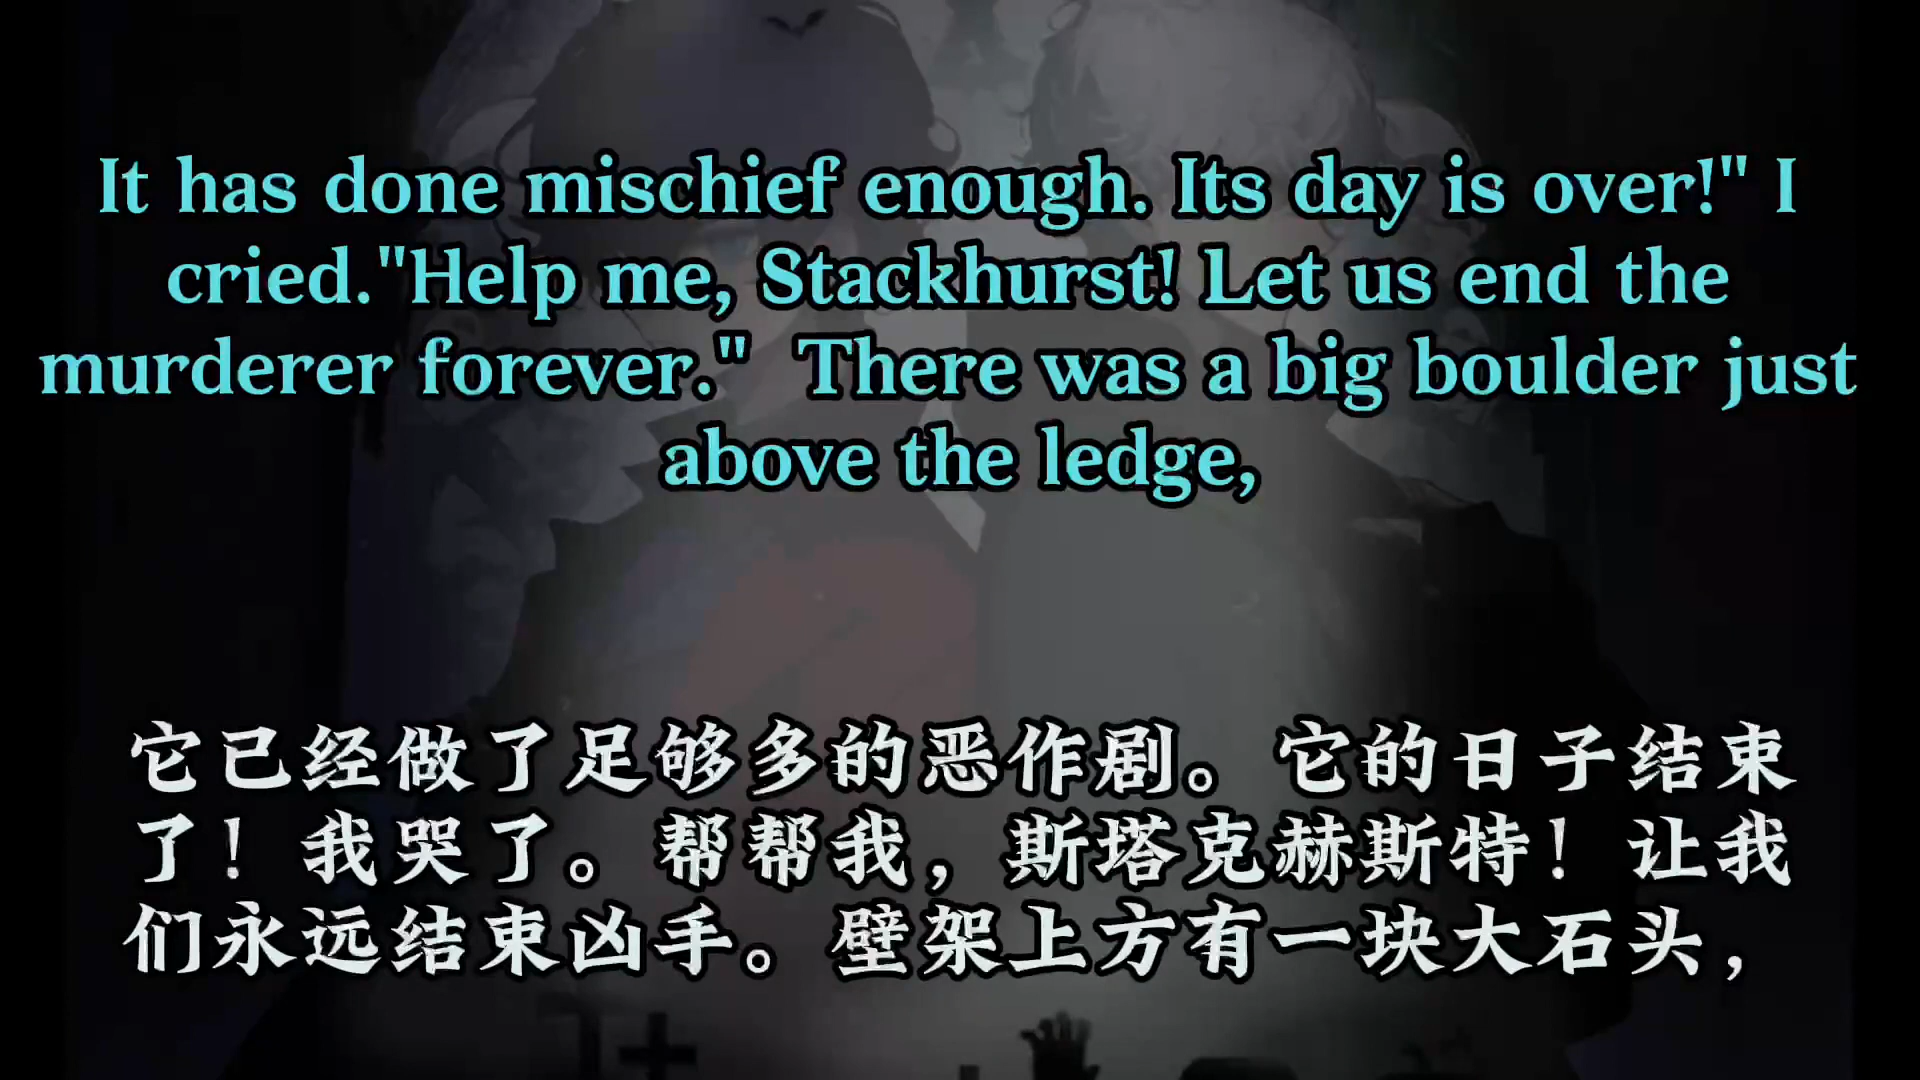 It has done mischief enough. Its day is over!" I
cried."Help me, Stackhurst! Let us end the
murderer forever."  There was a big boulder just
above the ledge,
它已经做了足够多的恶作剧。它的日子结束
了！我哭了。帮帮我，斯塔克赫斯特！让我
们永远结束凶手。壁架上方有一块大石头，